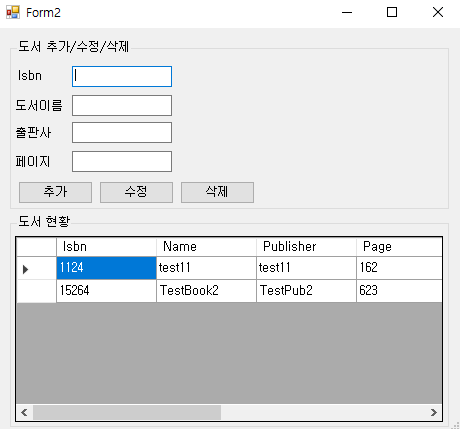 Form2
도서 추가/수정/삭제
Isbn
도서이름
출판사
페이지
추가 수정 삭제
도서 현황
Isbn Name Publisher Page
1124 test11 test11 162
15264 TestBook2 TestPub2 623